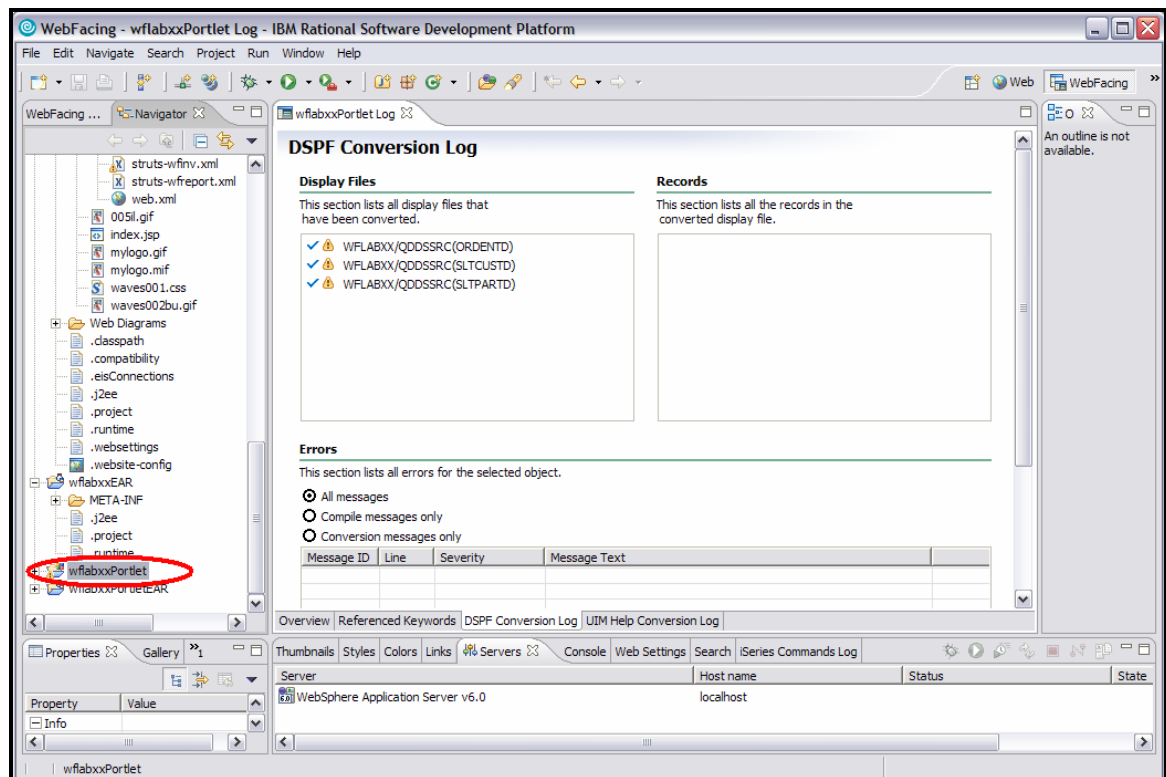 WebFacing - wflabxxPortlet Log - IBM Rational Software Development Platform
File Edit Navigate Search Project Run Window Help
Web WebFacing
WebFacing ... Navigator
struts-wfinv.xml
struts-wfreport.xml
web.xml
005il.gif
index.jsp
mylogo.gif
mylogo.mif
waves001.css
waves002bu.gif
Web Diagrams
.classpath
.compatibility
.eisConnections
.j2ee
.project
.runtime
.websettings
.website-config
wflabxxEAR
META-INF
.j2ee
.project
.runtime
wflabxxPortlet
wflabxxPortletEAR
wflabxxPortlet Log
DSPF Conversion Log
Display Files
This section lists all display files that
have been converted.
WFLABXX/QDDSSRC(ORDENTD)
WFLABXX/QDDSSRC(SLTCUSTD)
WFLABXX/QDDSSRC(SLTPARTD)
Records
This section lists all the records in the
converted display file.
Errors
This section lists all errors for the selected object.
All messages
Compile messages only
Conversion messages only
Message ID Line Severity Message Text
Overview Referenced Keywords DSPF Conversion Log UIM Help Conversion Log
O
An outline is not
available.
Properties Gallery »1
Property Value
Info
Thumbnails Styles Colors Links Servers Console Web Settings Search iSeries Commands Log
Server Host name Status State
WebSphere Application Server v6.0 localhost
wflabxxPortlet